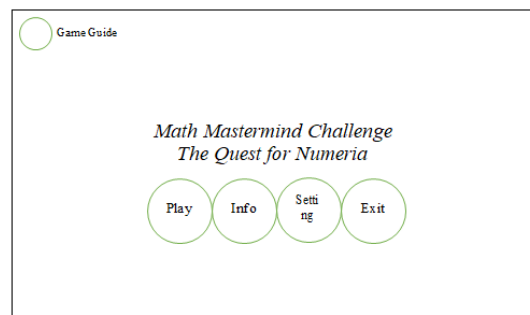 Game Guide
Math Mastermind Challenge
The Quest for Numeria
Play Info Setti
ng Exit